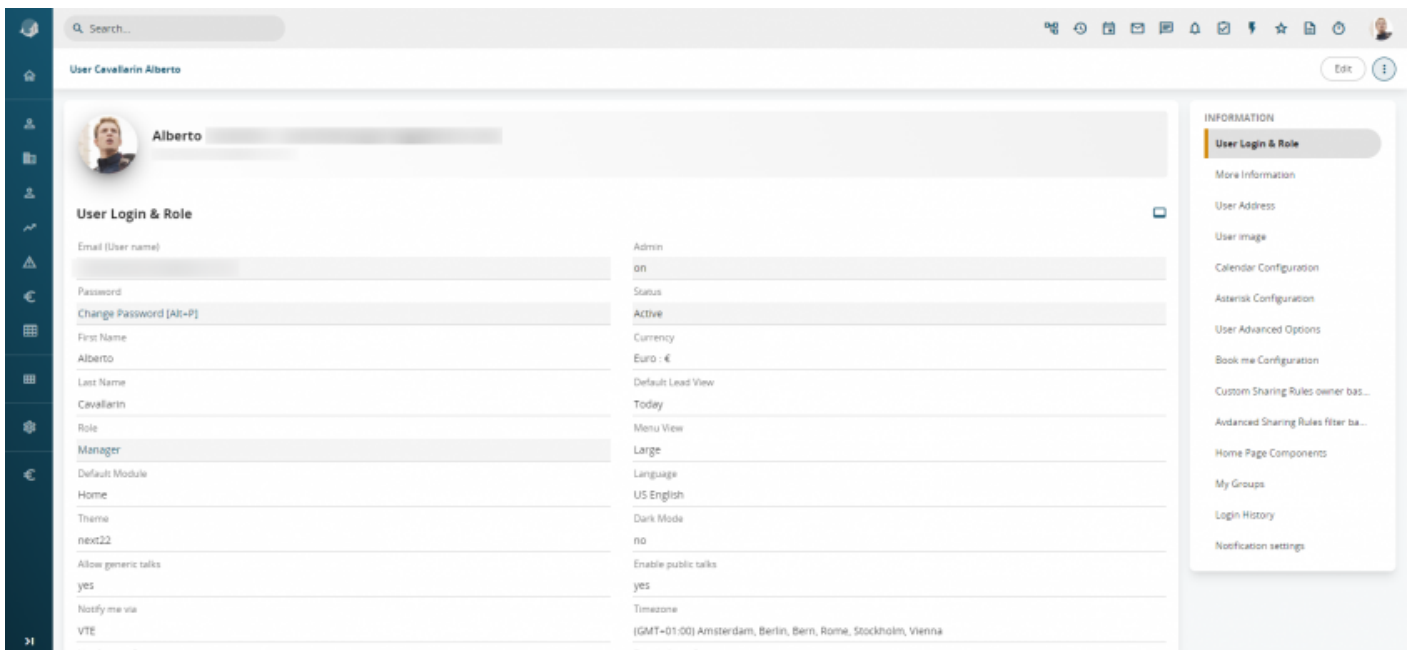 Search...
User Cavallarin Alberto
Edit
Alberto
User Login & Role
Email (User name)
Admin
on
Password
Status
Change Password [Alt+P]
Active
First Name
Currency
Alberto
Euro : €
Last Name
Default Lead View
Cavallarin
Today
Role
Menu View
Manager
Large
Default Module
Language
Home
US English
Theme
Dark Mode
next22
no
Allow generic talks
Enable public talks
yes
yes
Notify me via
Timezone
VTE
(GMT+01:00) Amsterdam, Berlin, Bern, Rome, Stockholm, Vienna
INFORMATION
User Login & Role
More Information
User Address
User image
Calendar Configuration
Asterisk Configuration
User Advanced Options
Book me Configuration
Custom Sharing Rules owner bas...
Avdanced Sharing Rules filter ba...
Home Page Components
My Groups
Login History
Notification settings